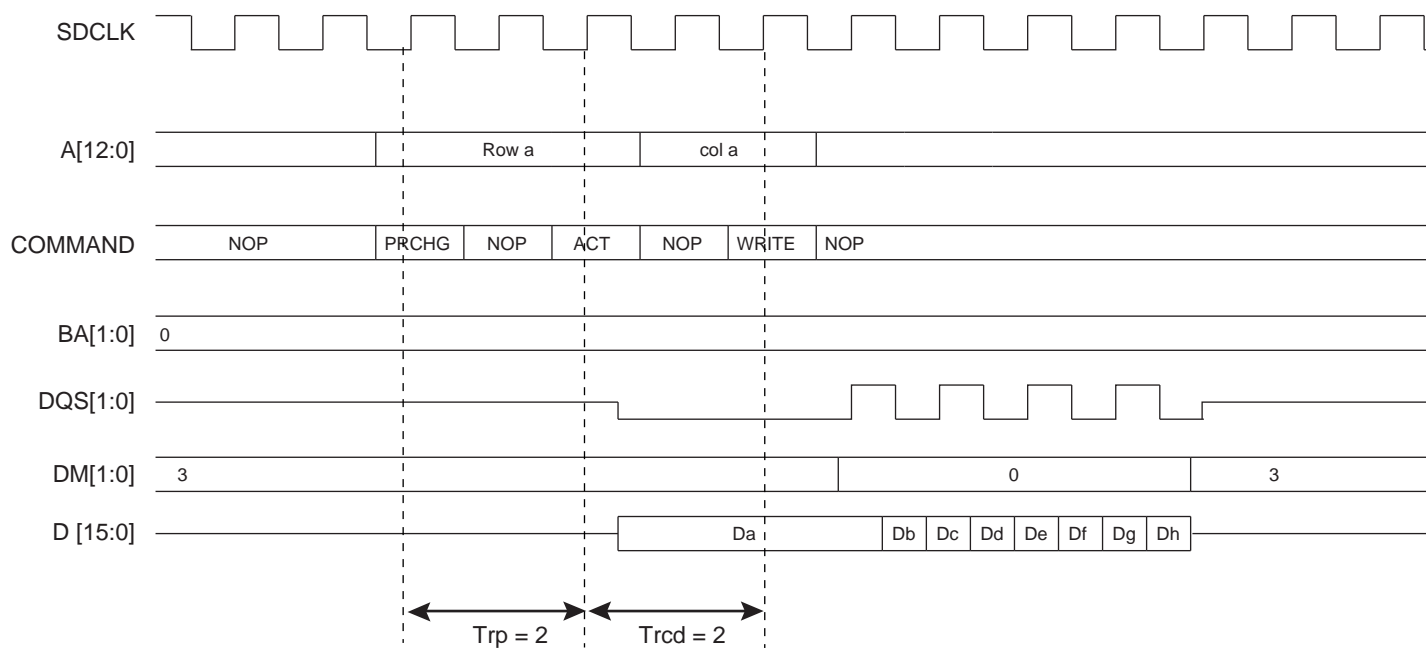 SDCLK
A[12:0] Row a col a
COMMAND NOP PRCHG NOP ACT NOP WRITE NOP
BA[1:0] 0
DQS[1:0]
DM[1:0] 3 0 3
D [15:0] Da Db Dc Dd De Df Dg Dh
Trp = 2 Trcd = 2